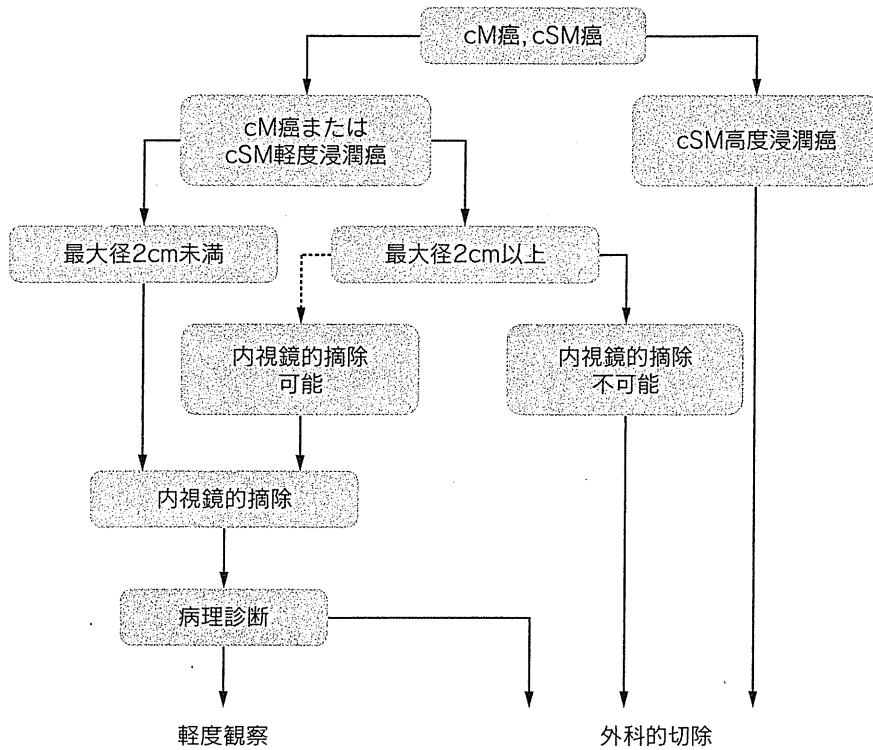 cM癌, cSM癌
cM癌または
cSM軽度浸潤癌
cSM高度浸潤癌
最大径2cm未満
最大径2cm以上
内視鏡的摘除
可能
内視鏡的摘除
不可能
内視鏡的摘除
病理診断
軽度観察
外科的切除